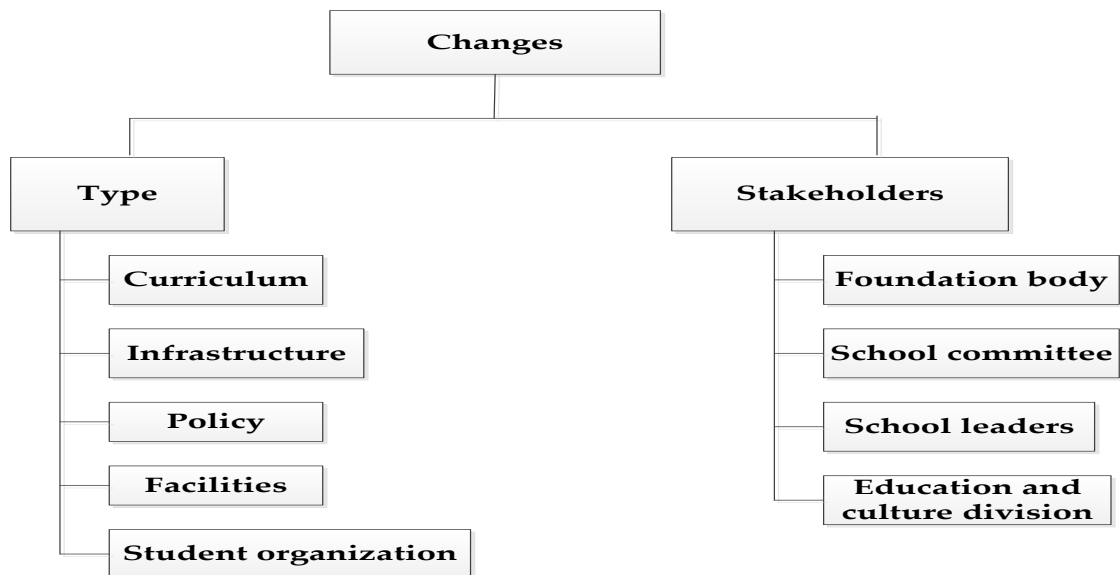 Changes
Type
Curriculum
Infrastructure
Policy
Facilities
Student organization
Stakeholders
Foundation body
School committee
School leaders
Education and
culture division